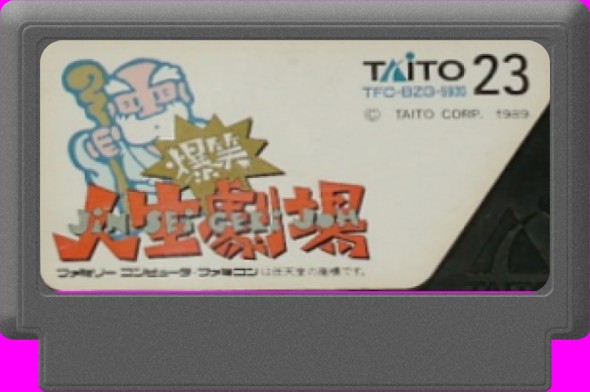 TAITO 23
TFC-BZG-5900
© TAITO CORP. 1989
爆笑
人生劇場
JINSEI GEKIJOH
ファミリーコンピュータ・ファミコンは任天堂の商標です。